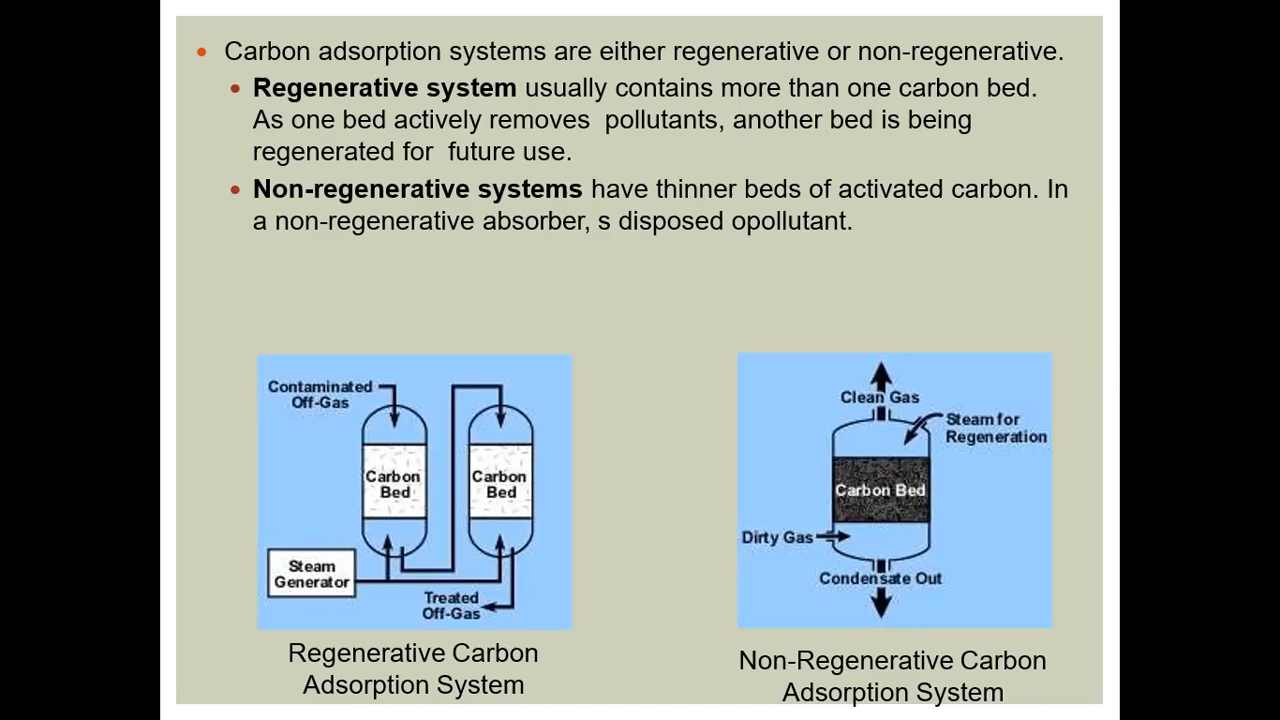 Carbon adsorption systems are either regenerative or non-regenerative.
Regenerative system usually contains more than one carbon bed.
As one bed actively removes pollutants, another bed is being
regenerated for future use.
Non-regenerative systems have thinner beds of activated carbon. In
a non-regenerative absorber, s disposed opollutant.
Contaminated
Off-Gas
Carbon
Bed
Carbon
Bed
Steam
Generator
Treated
Off-Gas
Regenerative Carbon
Adsorption System
Clean Gas
Steam for
Regeneration
Carbon Bed
Dirty Gas
Condensate Out
Non-Regenerative Carbon
Adsorption System